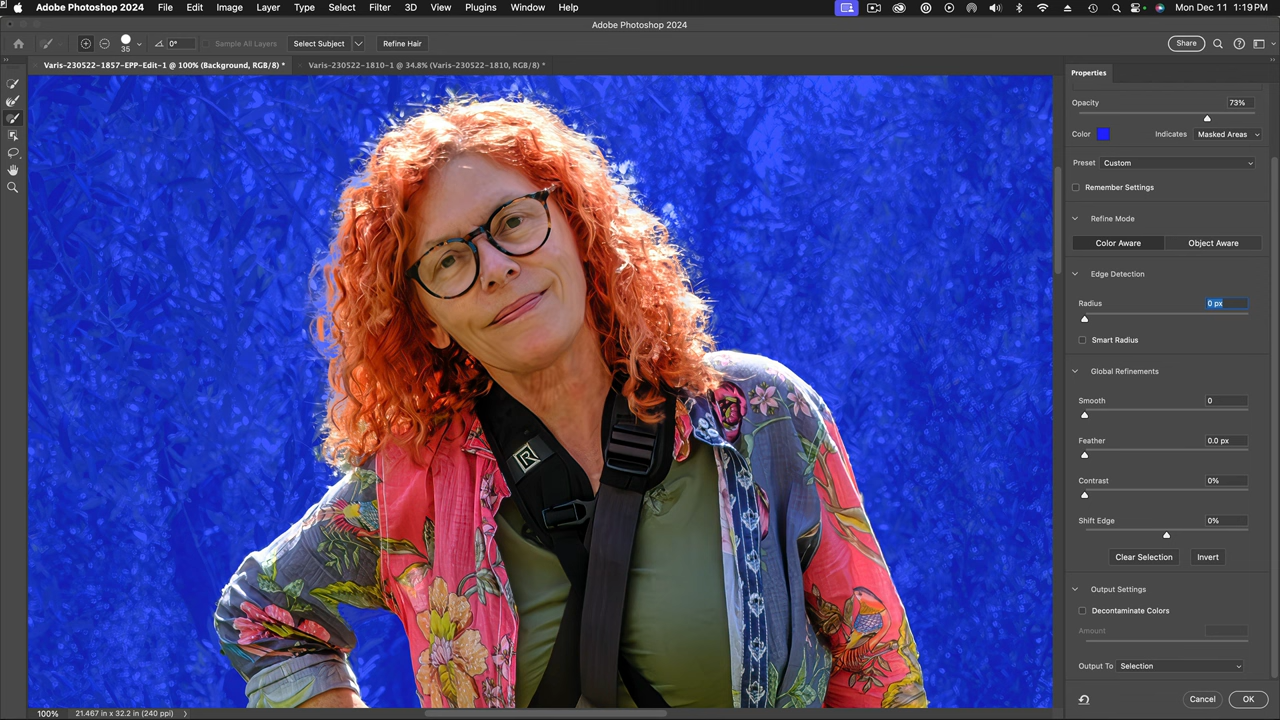 Adobe Photoshop 2024 File Edit Image Layer Type Select Filter 3D View Plugins Window Help Mon Dec 11 1:19 PM
Adobe Photoshop 2024
35 0° Sample All Layers Select Subject Refine Hair Share
Varis-230522-1857-EPP-Edit-1 @ 100% (Background, RGB/8) * Varis-230522-1810-1 @ 34.8% (Varis-230522-1810, RGB/8) *
Properties
Opacity 73%
Color Indicates Masked Areas
Preset Custom
Remember Settings
Refine Mode
Color Aware Object Aware
Edge Detection
Radius 0 px
Smart Radius
Global Refinements
Smooth 0
Feather 0.0 px
Contrast 0%
Shift Edge 0%
Clear Selection Invert
Output Settings
Decontaminate Colors
Amount
Output To Selection
Cancel OK
100% 21.467 in x 32.2 in (240 ppi)
R